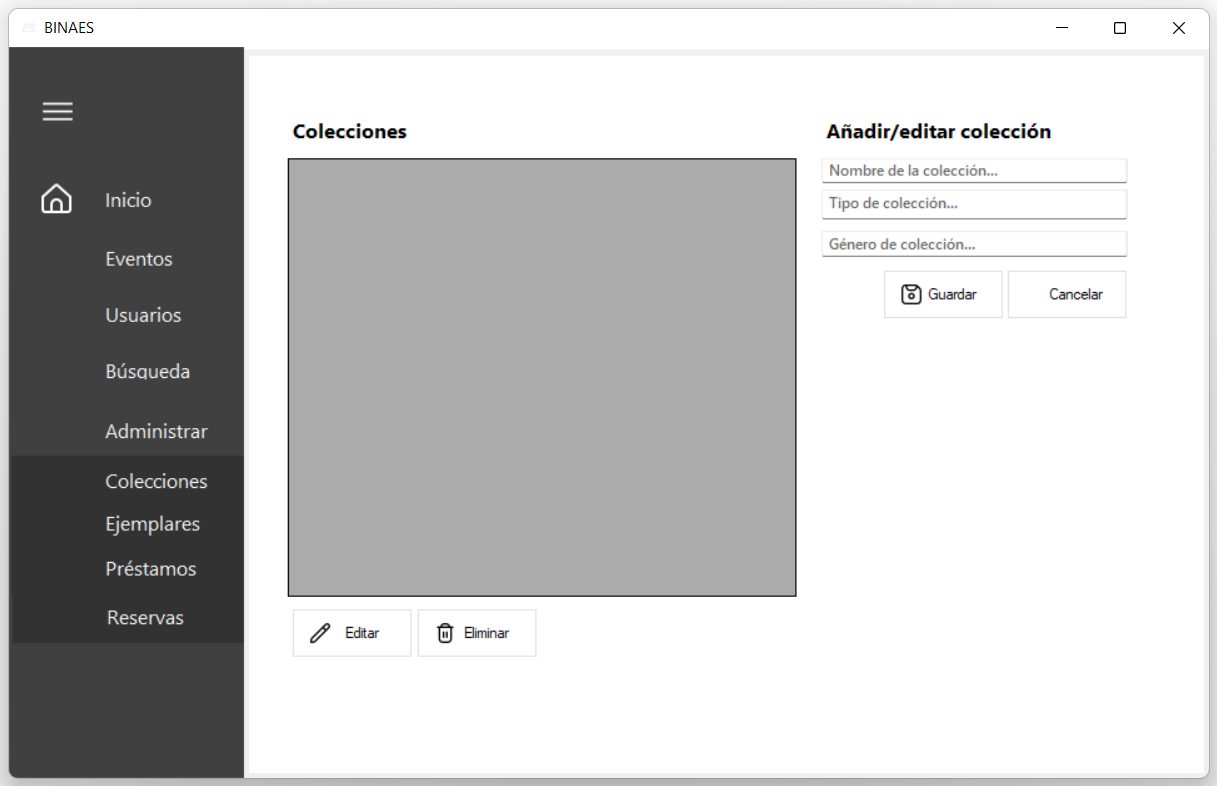 BINAES
Inicio
Eventos
Usuarios
Búsqueda
Administrar
Colecciones
Ejemplares
Préstamos
Reservas
Colecciones
Editar
Eliminar
Añadir/editar colección
Nombre de la colección...
Tipo de colección...
Género de colección...
Guardar
Cancelar